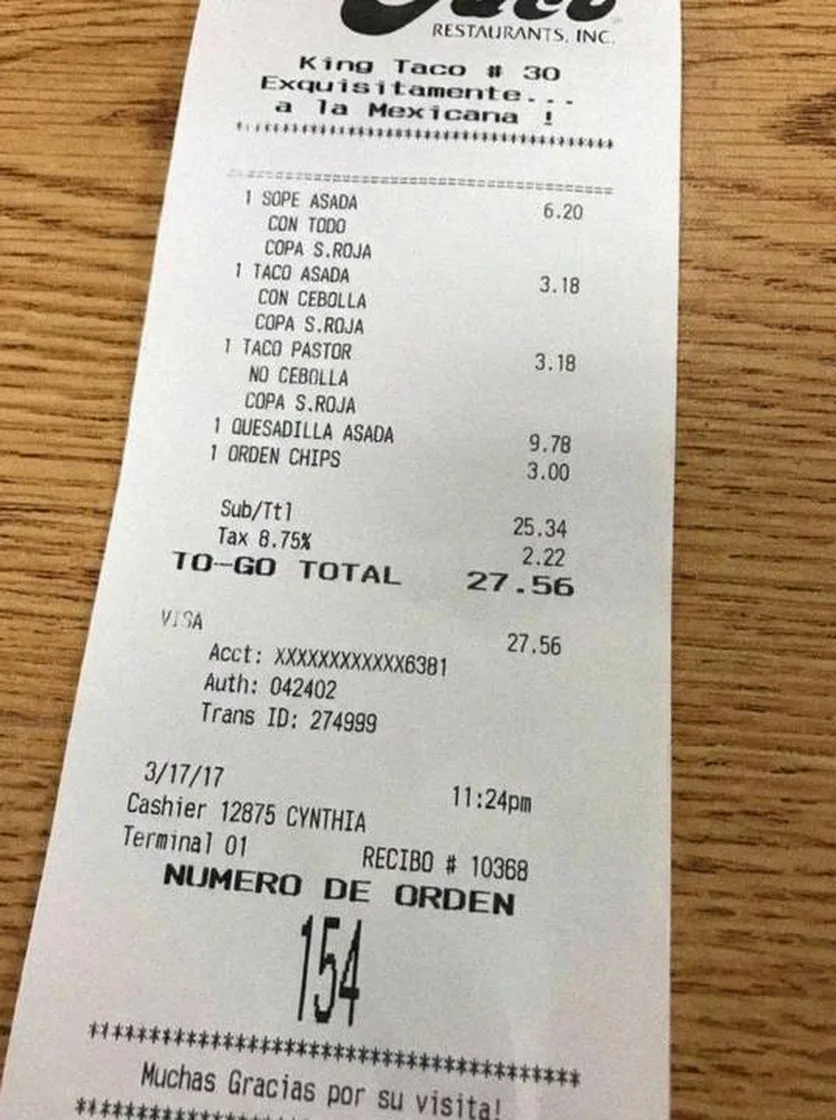 Taco
RESTAURANTS, INC.
King Taco # 30
Exquisitamente...
a la Mexicana !
****************************************
========================================
1 SOPE ASADA 6.20
CON TODO
COPA S.ROJA
1 TACO ASADA 3.18
CON CEBOLLA
COPA S.ROJA
1 TACO PASTOR 3.18
NO CEBOLLA
COPA S.ROJA
1 QUESADILLA ASADA 9.78
1 ORDEN CHIPS 3.00
Sub/Ttl 25.34
Tax 8.75% 2.22
TO-GO TOTAL 27.56
VISA 27.56
Acct: XXXXXXXXXXXX6381
Auth: 042402
Trans ID: 274999
3/17/17 11:24pm
Cashier 12875 CYNTHIA
Terminal 01 RECIBO # 10368
NUMERO DE ORDEN
154
****************************************
Muchas Gracias por su visita!
****************************************